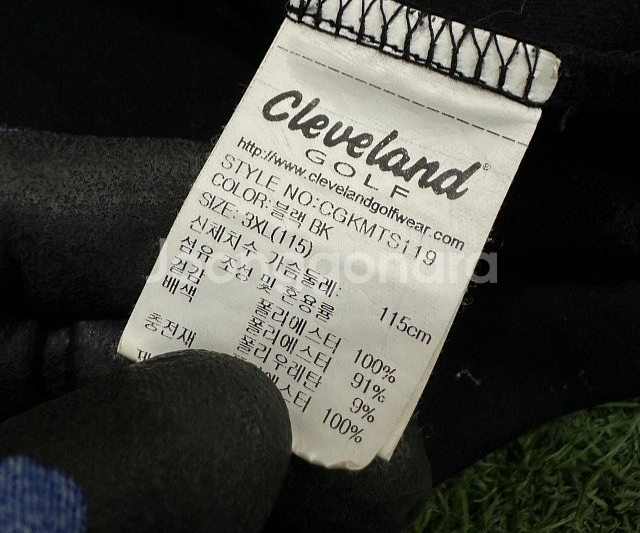 Cleveland®
GOLF
http://www.clevelandgolfwear.com
STYLE NO:CGKMTS119
COLOR:블랙 BK
SIZE: 3XL(115)
신체치수 가슴둘레: 115cm
섬유 조성 및 혼용률
겉감 폴리에스터 100%
배색 폴리에스터 91%
폴리우레탄 9%
충전재 에스터 100%
Joonggonara